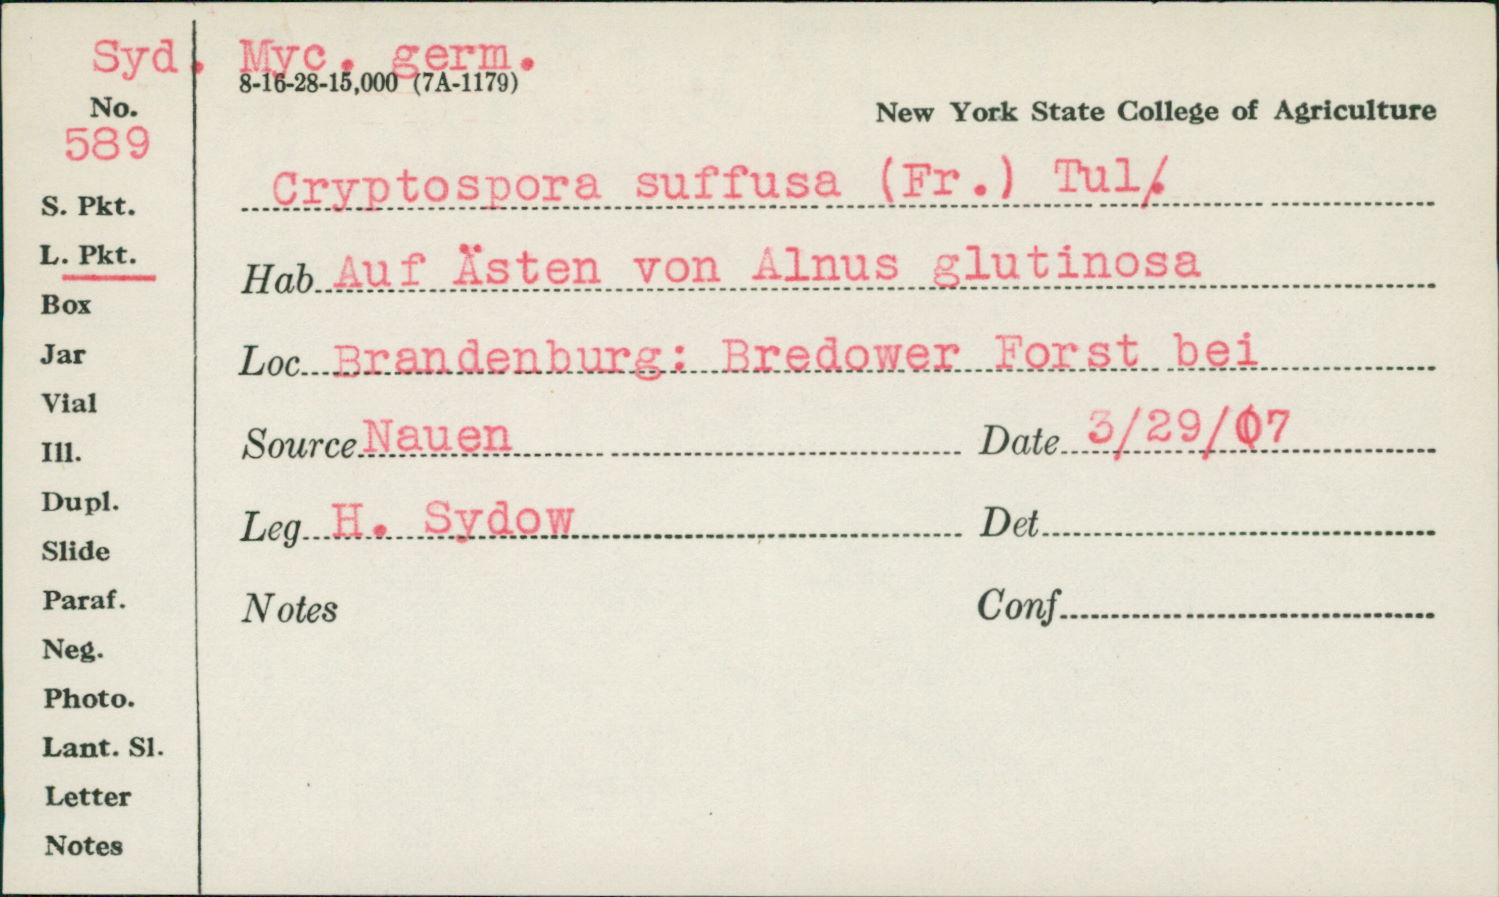 Syd. Myc. germ.
8-16-28-15,000 (7A-1179)
No.
589
New York State College of Agriculture
Cryptospora suffusa (Fr.) Tul/.
S. Pkt.
L. Pkt.
Hab Auf Ästen von Alnus glutinosa
Box
Jar
Loc Brandenburg: Bredower Forst bei
Vial
Ill.
Source Nauen Date 3/29/07
Dupl.
Leg H. Sydow Det
Slide
Paraf.
Notes Conf
Neg.
Photo.
Lant. Sl.
Letter
Notes